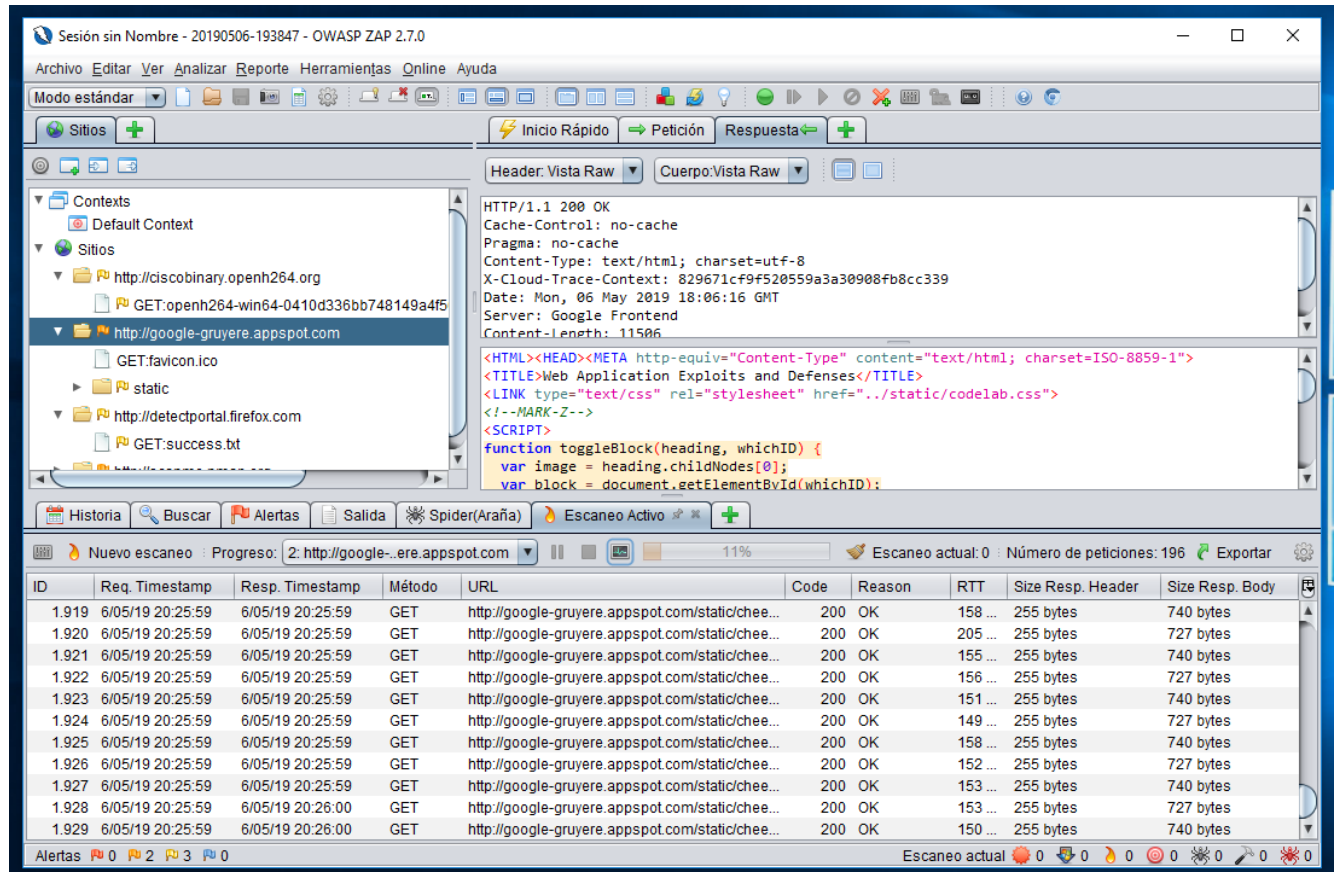 Sesión sin Nombre - 20190506-193847 - OWASP ZAP 2.7.0
Archivo Editar Ver Analizar Reporte Herramientas Online Ayuda
Modo estándar
Sitios
Inicio Rápido Petición Respuesta
Header: Vista Raw Cuerpo:Vista Raw
Contexts
Default Context
Sitios
http://ciscobinary.openh264.org
GET:openh264-win64-0410d336bb748149a4f5
http://google-gruyere.appspot.com
GET:favicon.ico
static
http://detectportal.firefox.com
GET:success.txt
HTTP/1.1 200 OK
Cache-Control: no-cache
Pragma: no-cache
Content-Type: text/html; charset=utf-8
X-Cloud-Trace-Context: 829671cf9f520559a3a30908fb8cc339
Date: Mon, 06 May 2019 18:06:16 GMT
Server: Google Frontend
Content-Length: 11506
<HTML><HEAD><META http-equiv="Content-Type" content="text/html; charset=ISO-8859-1">
<TITLE>Web Application Exploits and Defenses</TITLE>
<LINK type="text/css" rel="stylesheet" href="../static/codelab.css">
<!--MARK-Z-->
<SCRIPT>
function toggleBlock(heading, whichID) {
var image = heading.childNodes[0];
var block = document.getElementById(whichID);
Historia Buscar Alertas Salida Spider(Araña) Escaneo Activo
Nuevo escaneo Progreso: 2: http://google-..ere.appspot.com 11% Escaneo actual: 0 Número de peticiones: 196 Exportar
ID Req. Timestamp Resp. Timestamp Método URL Code Reason RTT Size Resp. Header Size Resp. Body
1.919 6/05/19 20:25:59 6/05/19 20:25:59 GET http://google-gruyere.appspot.com/static/chee... 200 OK 158 ... 255 bytes 740 bytes
1.920 6/05/19 20:25:59 6/05/19 20:25:59 GET http://google-gruyere.appspot.com/static/chee... 200 OK 205 ... 255 bytes 727 bytes
1.921 6/05/19 20:25:59 6/05/19 20:25:59 GET http://google-gruyere.appspot.com/static/chee... 200 OK 155 ... 255 bytes 740 bytes
1.922 6/05/19 20:25:59 6/05/19 20:25:59 GET http://google-gruyere.appspot.com/static/chee... 200 OK 156 ... 255 bytes 727 bytes
1.923 6/05/19 20:25:59 6/05/19 20:25:59 GET http://google-gruyere.appspot.com/static/chee... 200 OK 151 ... 255 bytes 740 bytes
1.924 6/05/19 20:25:59 6/05/19 20:25:59 GET http://google-gruyere.appspot.com/static/chee... 200 OK 149 ... 255 bytes 727 bytes
1.925 6/05/19 20:25:59 6/05/19 20:25:59 GET http://google-gruyere.appspot.com/static/chee... 200 OK 158 ... 255 bytes 740 bytes
1.926 6/05/19 20:25:59 6/05/19 20:25:59 GET http://google-gruyere.appspot.com/static/chee... 200 OK 152 ... 255 bytes 727 bytes
1.927 6/05/19 20:25:59 6/05/19 20:25:59 GET http://google-gruyere.appspot.com/static/chee... 200 OK 153 ... 255 bytes 740 bytes
1.928 6/05/19 20:25:59 6/05/19 20:26:00 GET http://google-gruyere.appspot.com/static/chee... 200 OK 153 ... 255 bytes 727 bytes
1.929 6/05/19 20:25:59 6/05/19 20:26:00 GET http://google-gruyere.appspot.com/static/chee... 200 OK 150 ... 255 bytes 740 bytes
Alertas 0 2 3 0 Escaneo actual 0 0 0 0 0 0 0